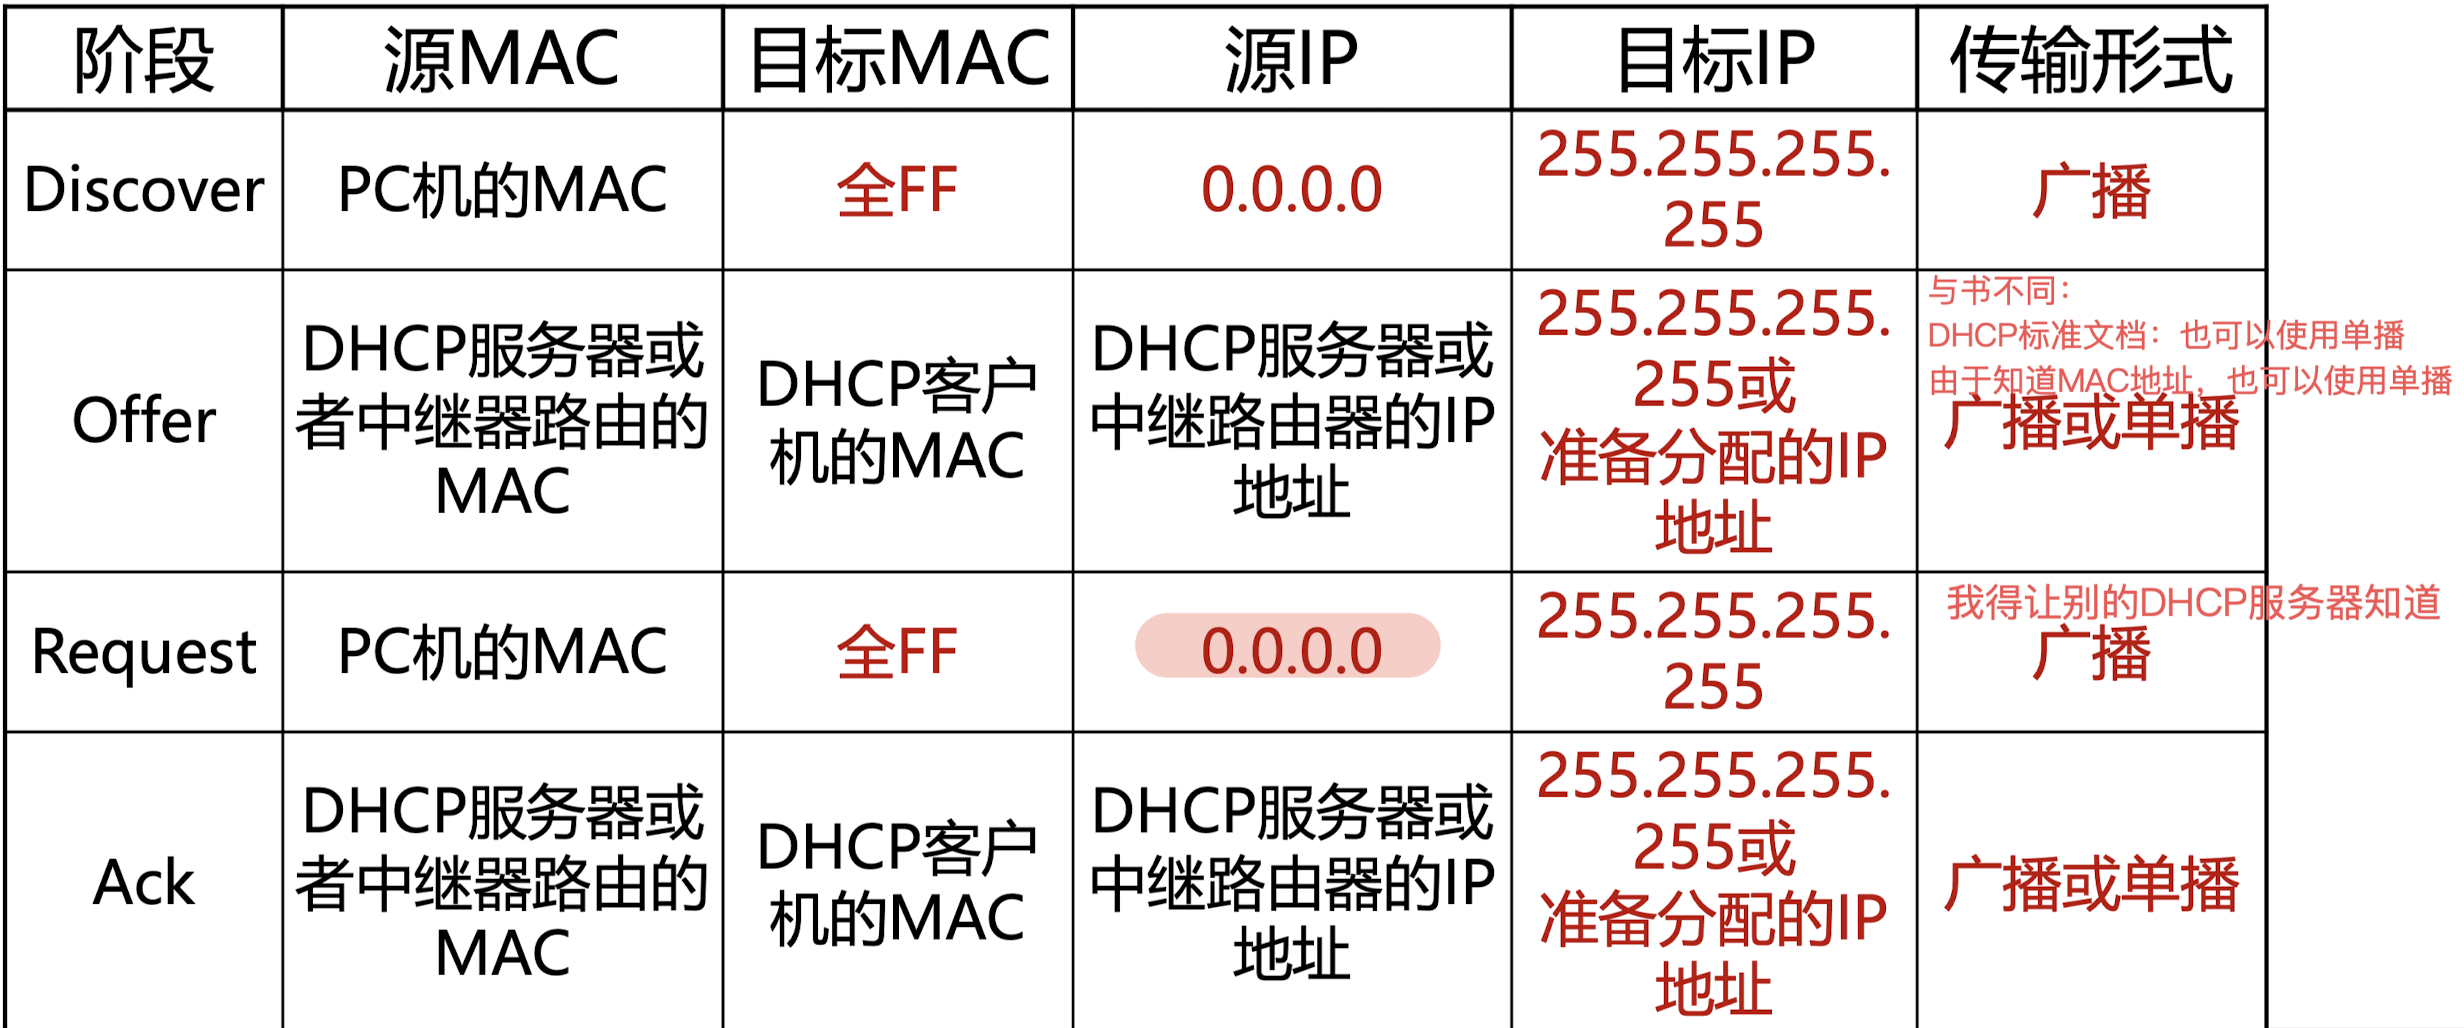 阶段 源MAC 目标MAC 源IP 目标IP 传输形式
Discover PC机的MAC 全FF 0.0.0.0 255.255.255.
255 广播
与书不同：
DHCP标准文档：也可以使用单播
由于知道MAC地址，也可以使用单播
Offer
DHCP服务器或
者中继器路由的
MAC
DHCP客户
机的MAC
DHCP服务器或
中继路由器的IP
地址
255.255.255.
255或
准备分配的IP
地址
广播或单播
我得让别的DHCP服务器知道
Request PC机的MAC 全FF 0.0.0.0 255.255.255.
255 广播
Ack
DHCP服务器或
者中继器路由的
MAC
DHCP客户
机的MAC
DHCP服务器或
中继路由器的IP
地址
255.255.255.
255或
准备分配的IP
地址
广播或单播